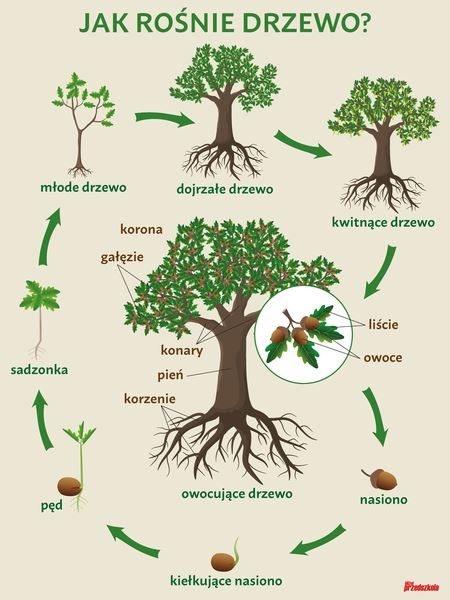 JAK ROŚNIE DRZEWO?
młode drzewo
dojrzałe drzewo
kwitnące drzewo
korona
gałęzie
konary
pień
korzenie
liście
owoce
owocujące drzewo
sadzonka
pęd
kiełkujące nasiono
nasiono
przedszkola